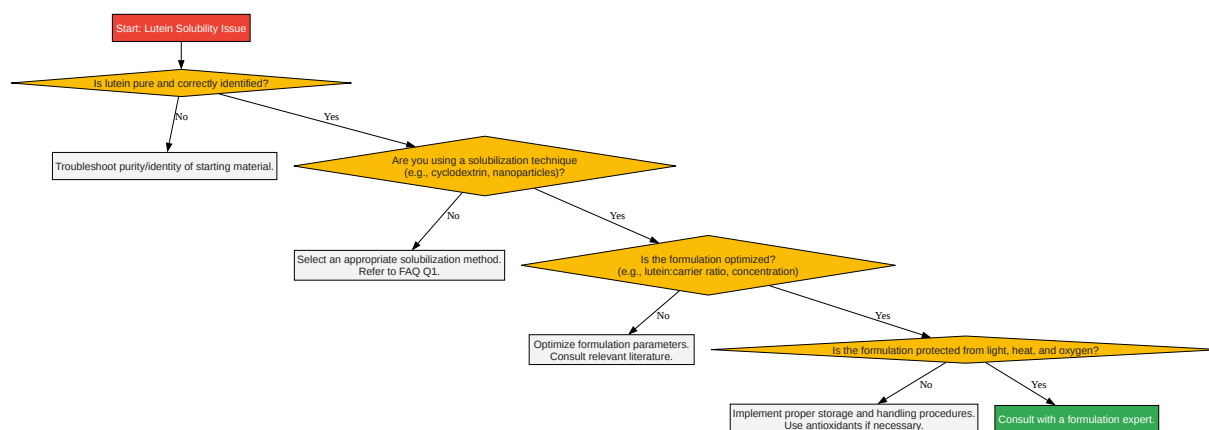 Start: Lutein Solubility Issue
Is lutein pure and correctly identified?
No
Yes
Troubleshoot purity/identity of starting material.
Are you using a solubilization technique
(e.g., cyclodextrin, nanoparticles)?
No
Yes
Select an appropriate solubilization method.
Refer to FAQ Q1.
Is the formulation optimized?
(e.g., lutein:carrier ratio, concentration)
No
Yes
Optimize formulation parameters.
Consult relevant literature.
Is the formulation protected from light, heat, and oxygen?
No
Yes
Implement proper storage and handling procedures.
Use antioxidants if necessary.
Consult with a formulation expert.